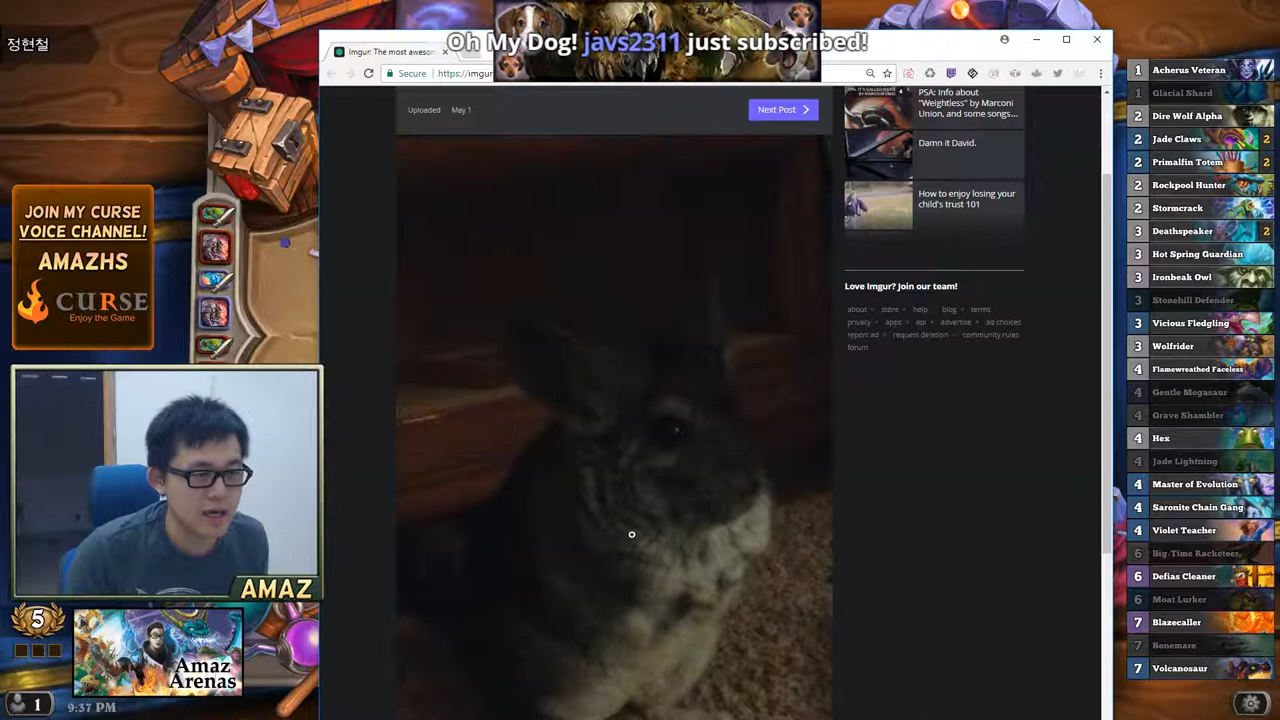 정현철
Oh My Dog! javs2311 just subscribed!
Imgur: The most aweson
Secure
https://imgur
Uploaded May 1
Next Post
PSA: Info about
"Weightless" by Marconi
Union, and some songs...
Damn it David.
How to enjoy losing your
child's trust 101
Love Imgur? Join our team!
about store help blog terms
privacy apps api advertise ad choices
report ad request deletion community rules
forum
JOIN MY CURSE
VOICE CHANNEL!
AMAZHS
CURSE
Enjoy the Game
AMAZ
5
Amaz
Arenas
1
9:37 PM
1 Acherus Veteran
1 Glacial Shard
2 Dire Wolf Alpha
2 Jade Claws 2
2 Primalfin Totem 2
2 Rockpool Hunter
2 Stormcrack
3 Deathspeaker 2
3 Hot Spring Guardian
3 Ironbeak Owl
3 Stonehill Defender
3 Vicious Fledgling
3 Wolfrider
4 Flamewreathed Faceless
4 Gentle Megasaur
4 Grave Shambler
4 Hex
4 Jade Lightning
4 Master of Evolution
4 Saronite Chain Gang
4 Violet Teacher
6 Big-Time Racketeer
6 Defias Cleaner
6 Moat Lurker
7 Blazecaller
7 Bonemare
7 Volcanosaur